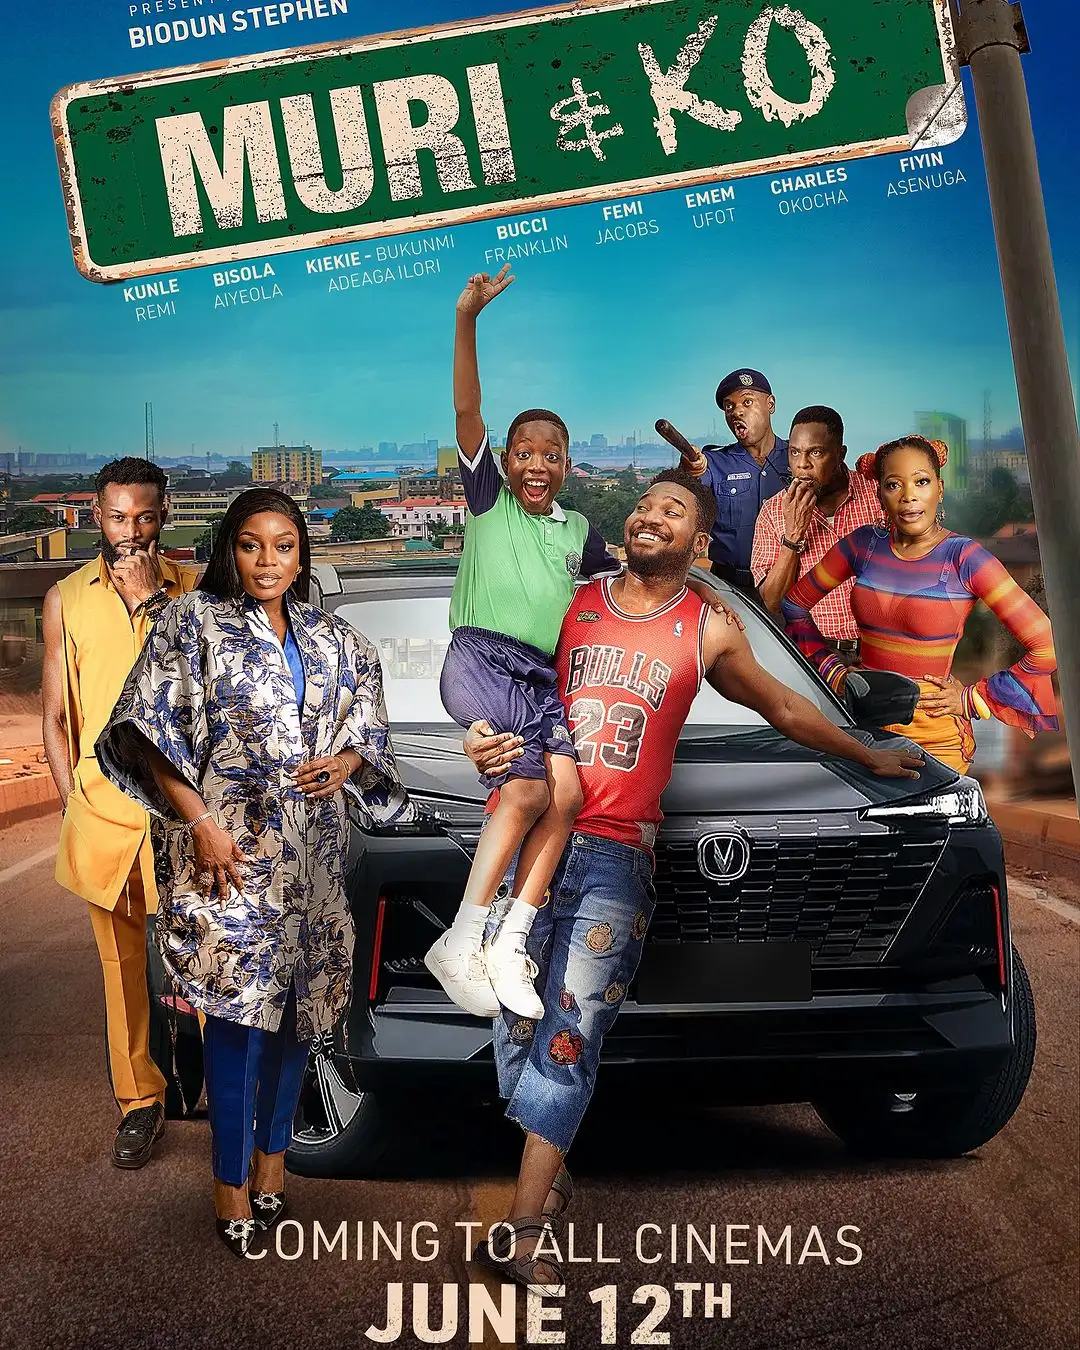 PRESENT
BIODUN STEPHEN
MURI & KO
KUNLE
REMI
BISOLA
AIYEOLA
KIEKIE - BUKUNMI
ADEAGA ILORI
BUCCI
FRANKLIN
FEMI
JACOBS
EMEM
UFOT
CHARLES
OKOCHA
FIYIN
ASENUGA
BULLS
23
COMING TO ALL CINEMAS
JUNE 12TH